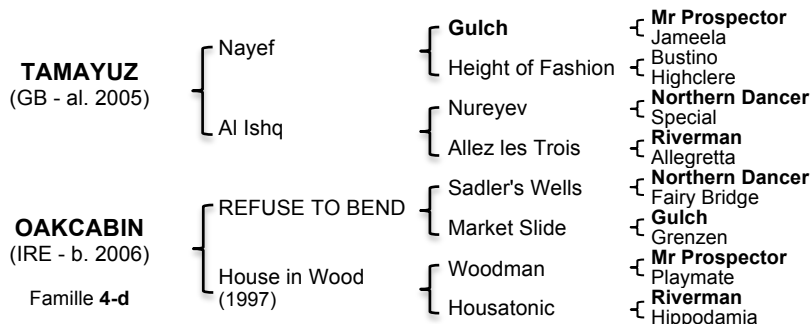 TAMAYUZ
(GB - al. 2005)
Nayef
Al Ishq
Gulch
Height of Fashion
Nureyev
Allez les Trois
Mr Prospector
Jameela
Bustino
Highclere
Northern Dancer
Special
Riverman
Allegretta
OAKCABIN
(IRE - b. 2006)
Famille 4-d
REFUSE TO BEND
House in Wood
(1997)
Sadler's Wells
Market Slide
Woodman
Housatonic
Northern Dancer
Fairy Bridge
Gulch
Grenzen
Mr Prospector
Playmate
Riverman
Hippodamia